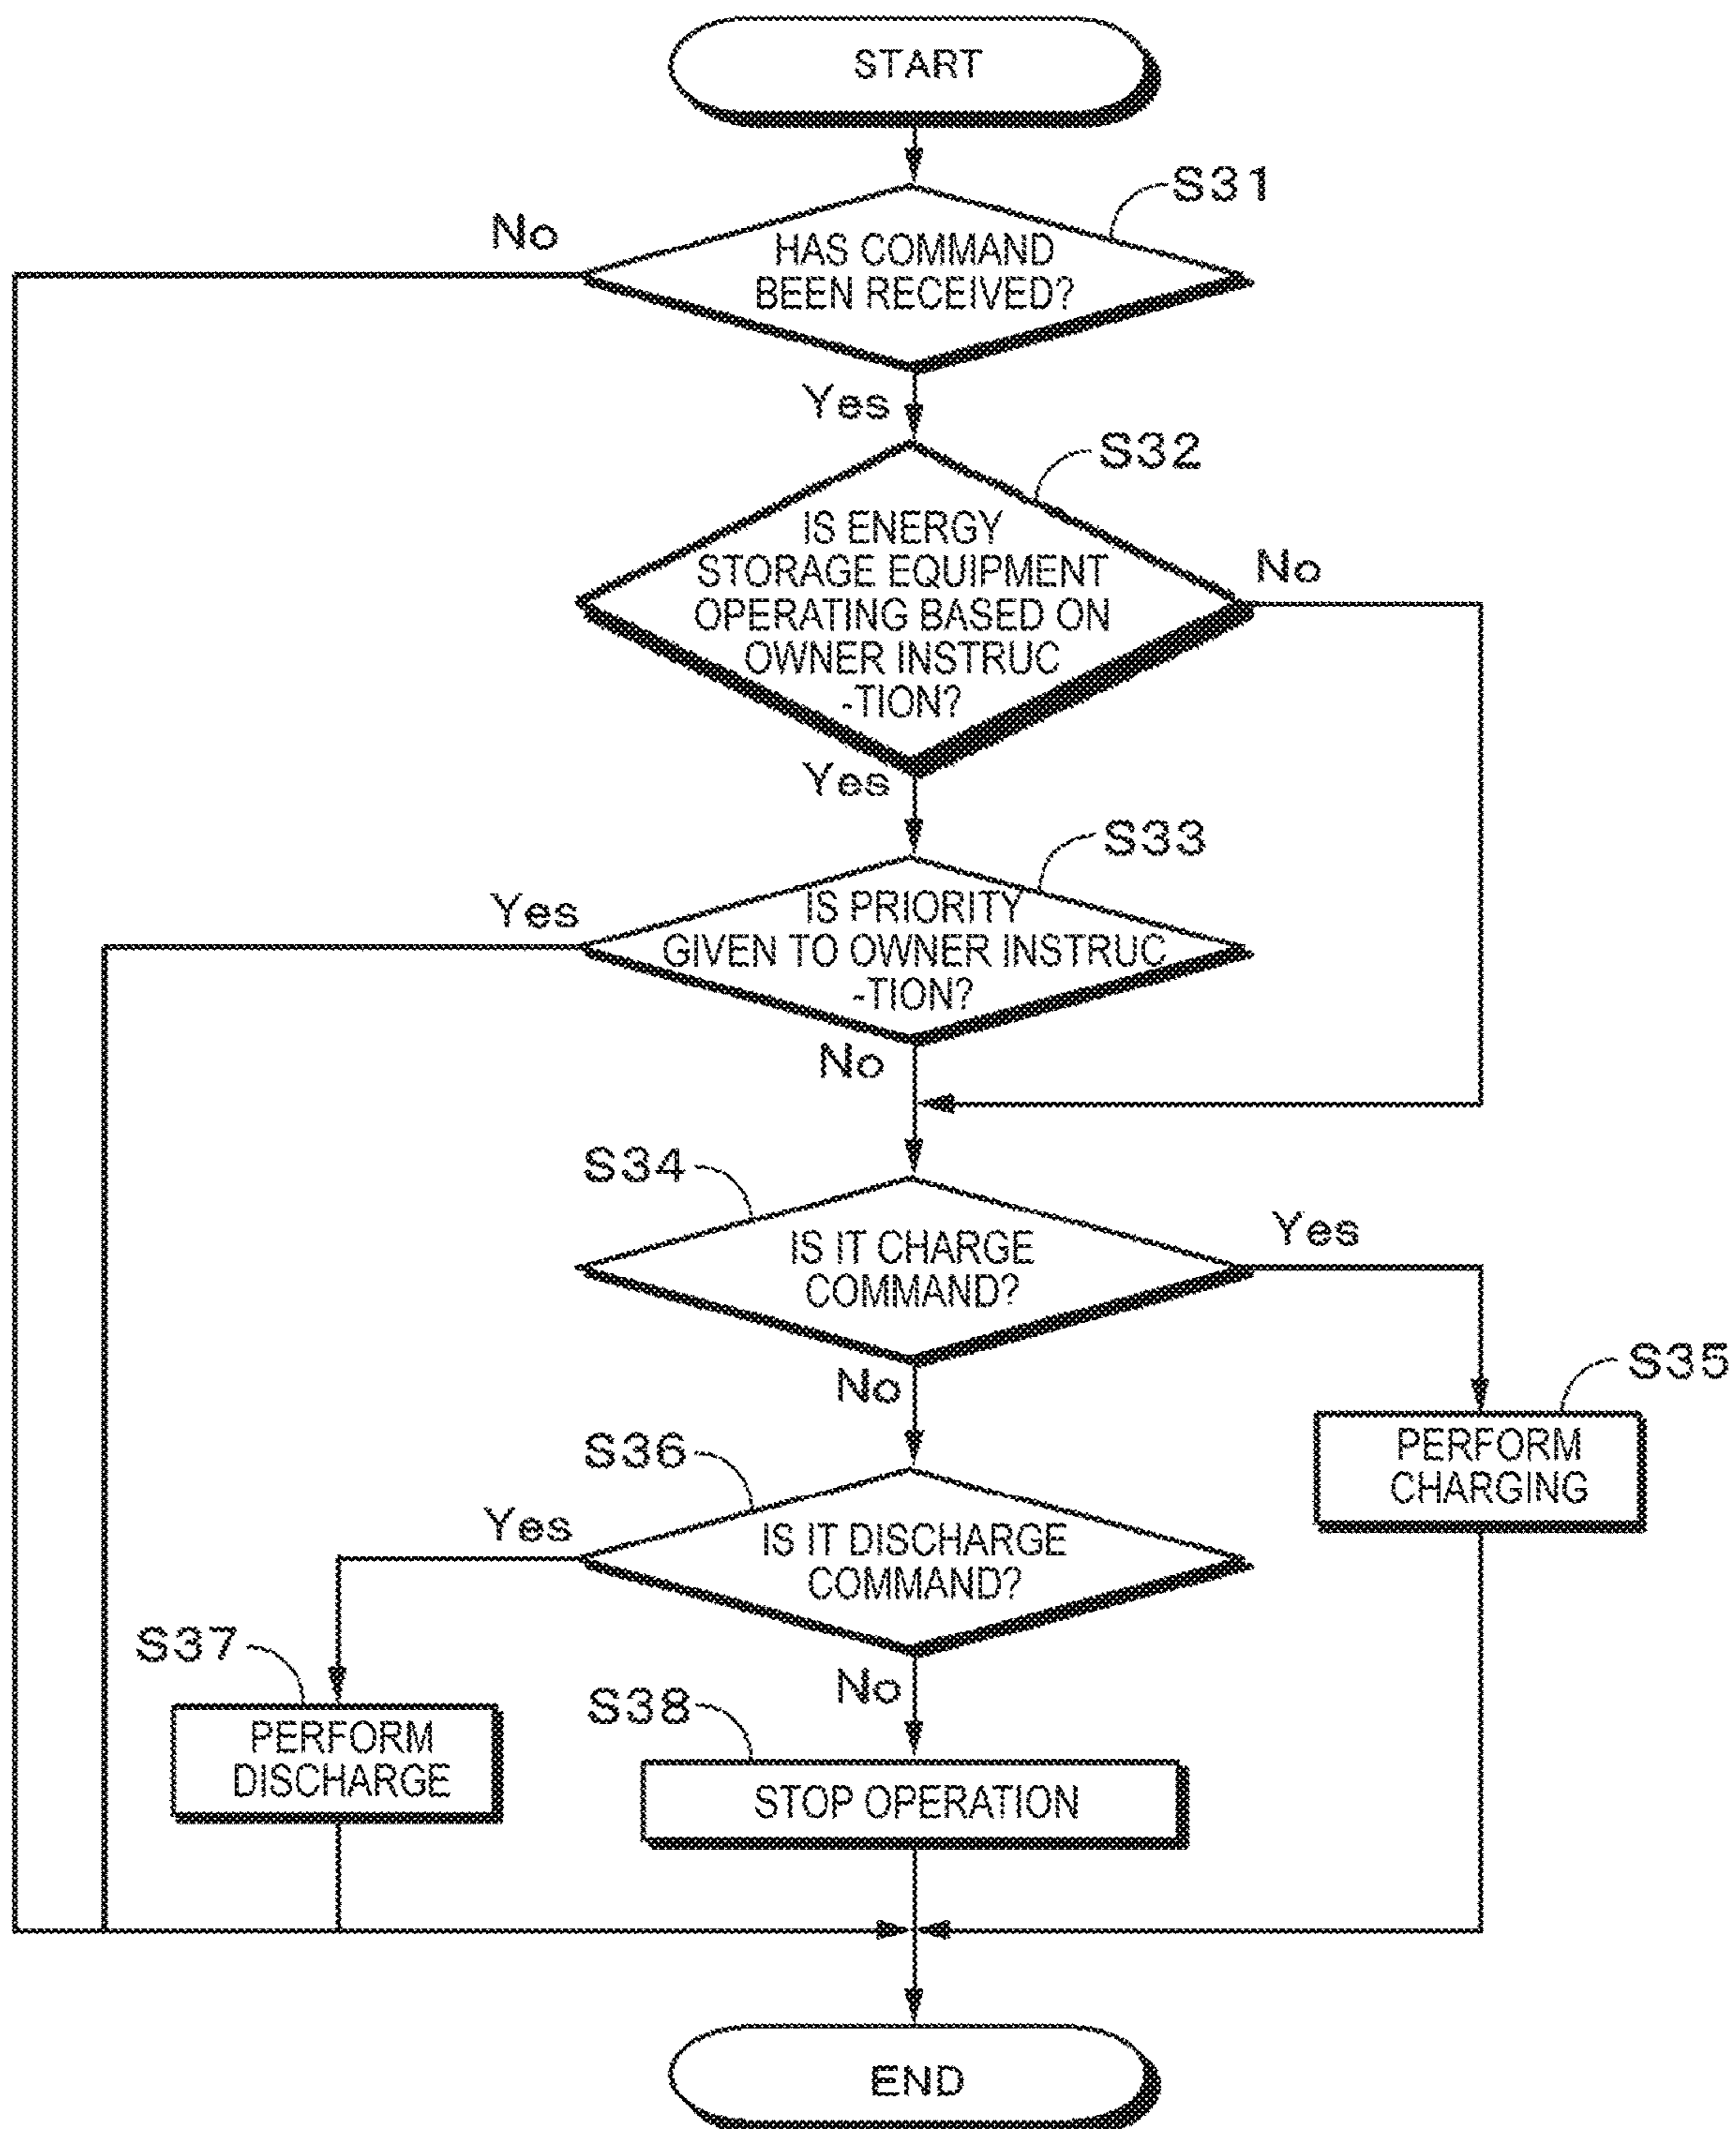 START
S31
No
HAS COMMAND
BEEN RECEIVED?
Yes
S32
IS ENERGY
STORAGE EQUIPMENT
OPERATING BASED ON
OWNER INSTRUC
-TION?
No
Yes
S33
Yes
IS PRIORITY
GIVEN TO OWNER INSTRUC
-TION?
No
S34
IS IT CHARGE
COMMAND?
Yes
No
S35
PERFORM
CHARGING
S36
Yes
IS IT DISCHARGE
COMMAND?
No
S37
PERFORM
DISCHARGE
S38
STOP OPERATION
END